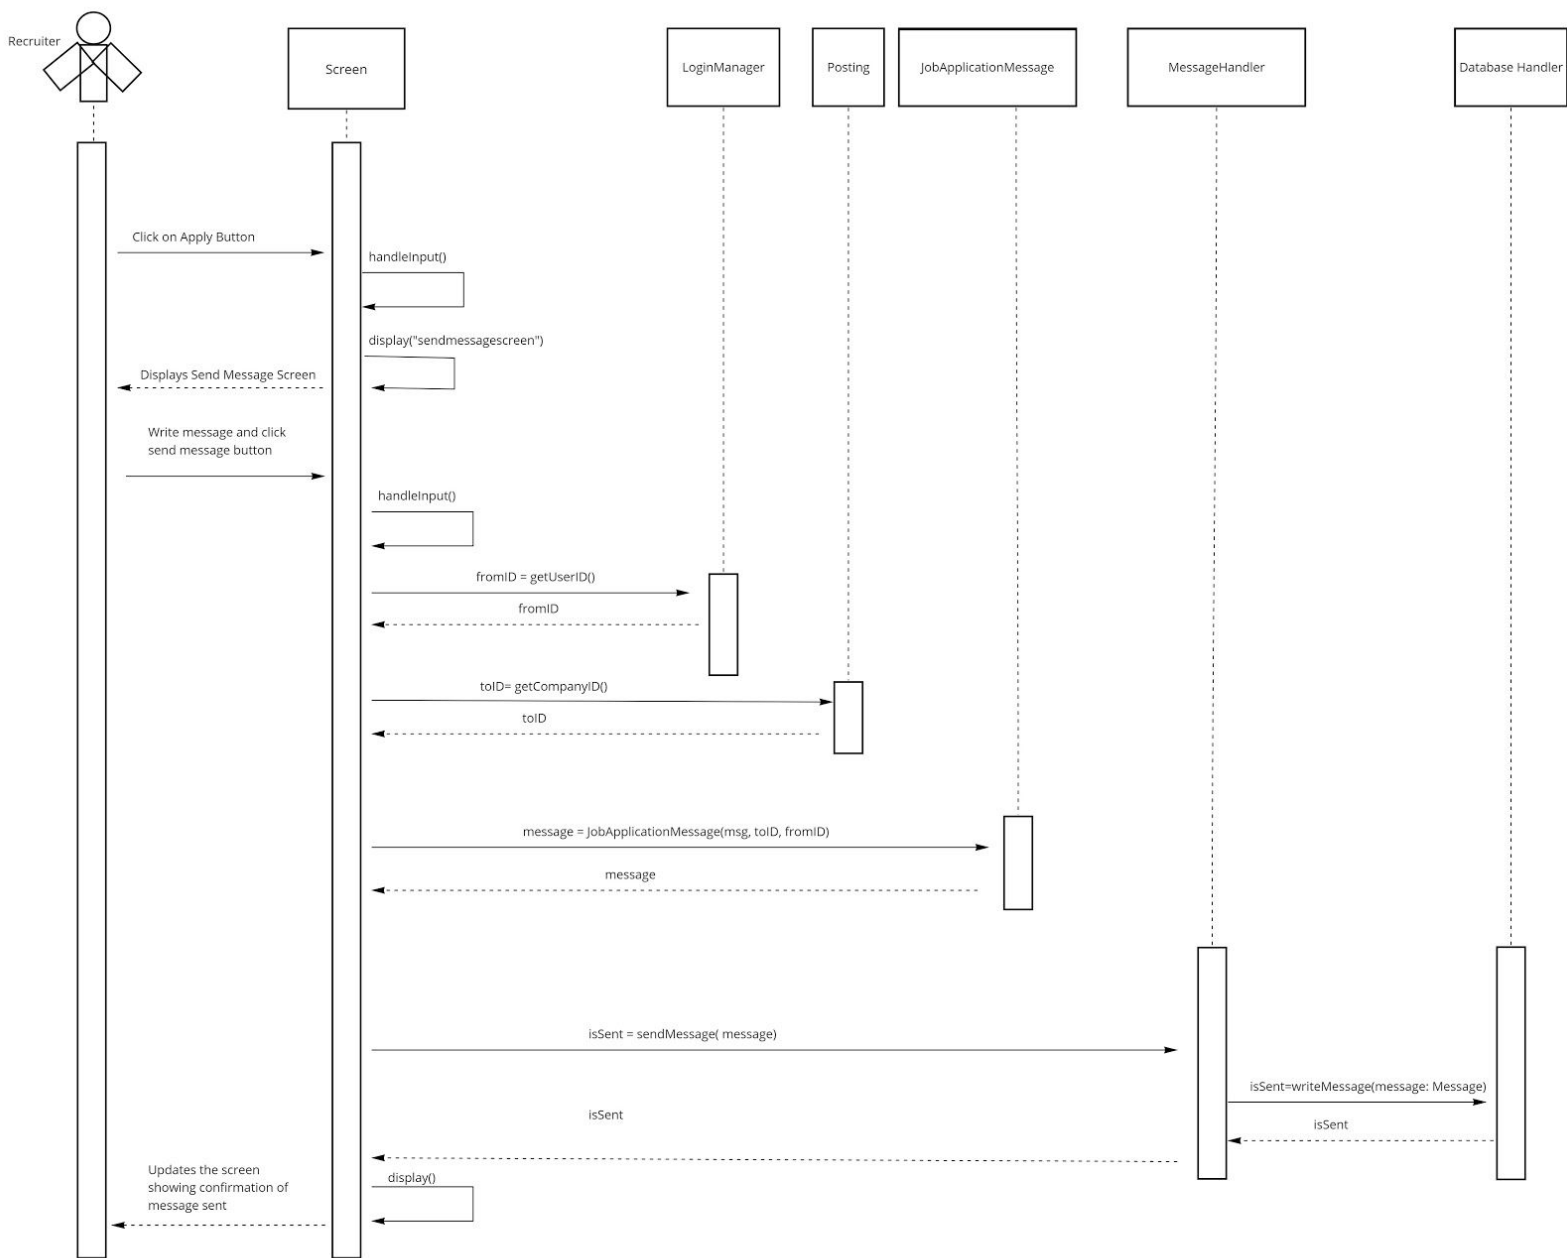 Recruiter
Screen
LoginManager
Posting
JobApplicationMessage
MessageHandler
Database Handler
Click on Apply Button
handleInput()
display("sendmessagescreen")
Displays Send Message Screen
Write message and click
send message button
handleInput()
fromID = getUserID()
fromID
toID= getCompanyID()
toID
message = JobApplicationMessage(msg, toID, fromID)
message
isSent = sendMessage( message)
isSent=writeMessage(message: Message)
isSent
isSent
Updates the screen
showing confirmation of
message sent
display()